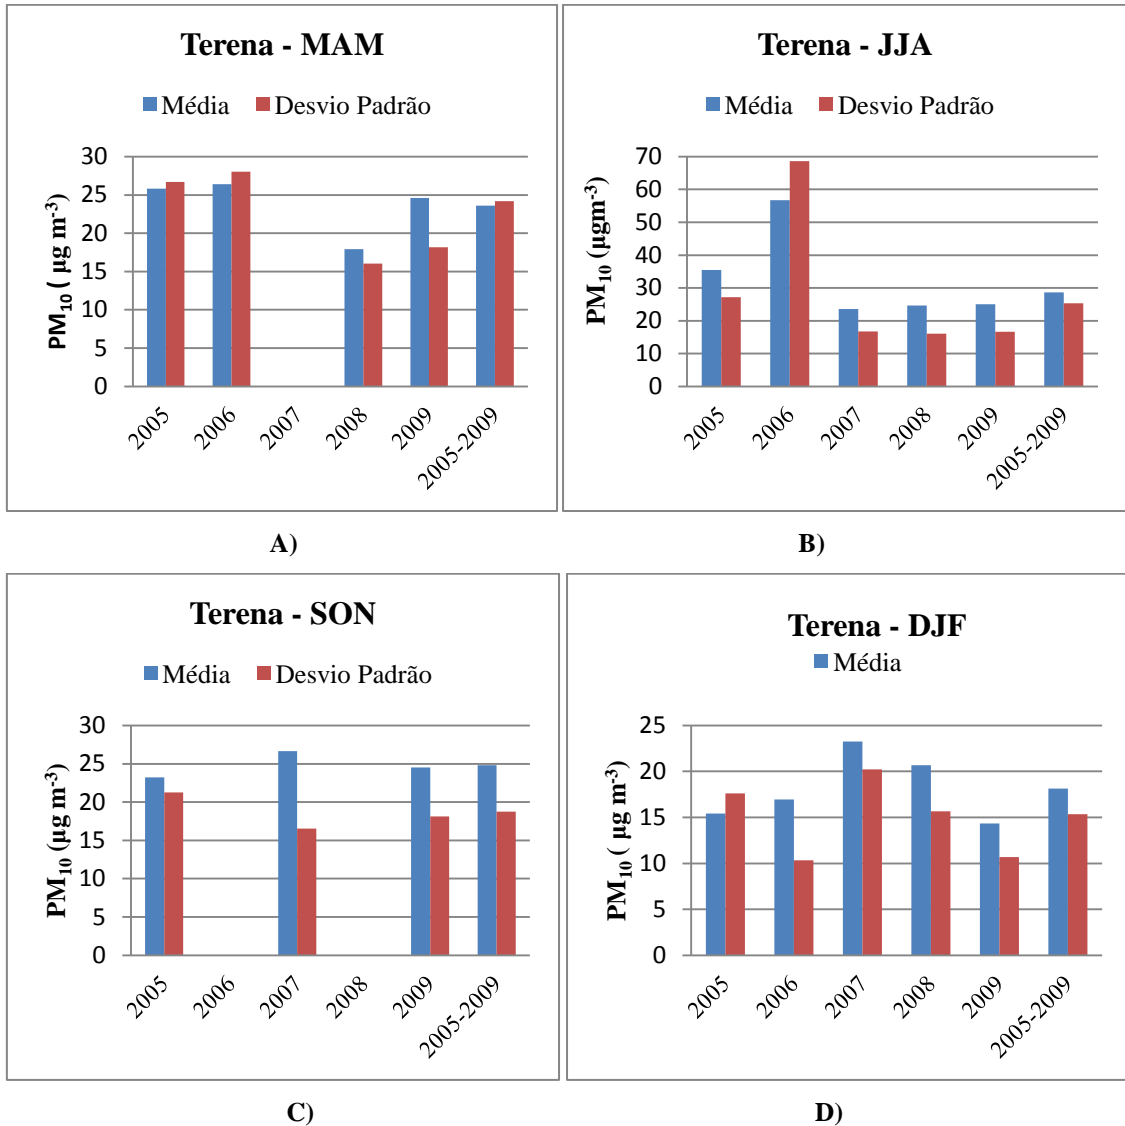 Terena - MAM
Média Desvio Padrão
PM10 ( µg m-3)
30
25
20
15
10
5
0
2005 2006 2007 2008 2009 2005-2009
A)
Terena - JJA
Média Desvio Padrão
PM10 (µgm-3)
70
60
50
40
30
20
10
0
2005 2006 2007 2008 2009 2005-2009
B)
Terena - SON
Média Desvio Padrão
PM10 (µg m-3)
30
25
20
15
10
5
0
2005 2006 2007 2008 2009 2005-2009
C)
Terena - DJF
Média
PM10 ( µg m-3)
25
20
15
10
5
0
2005 2006 2007 2008 2009 2005-2009
D)